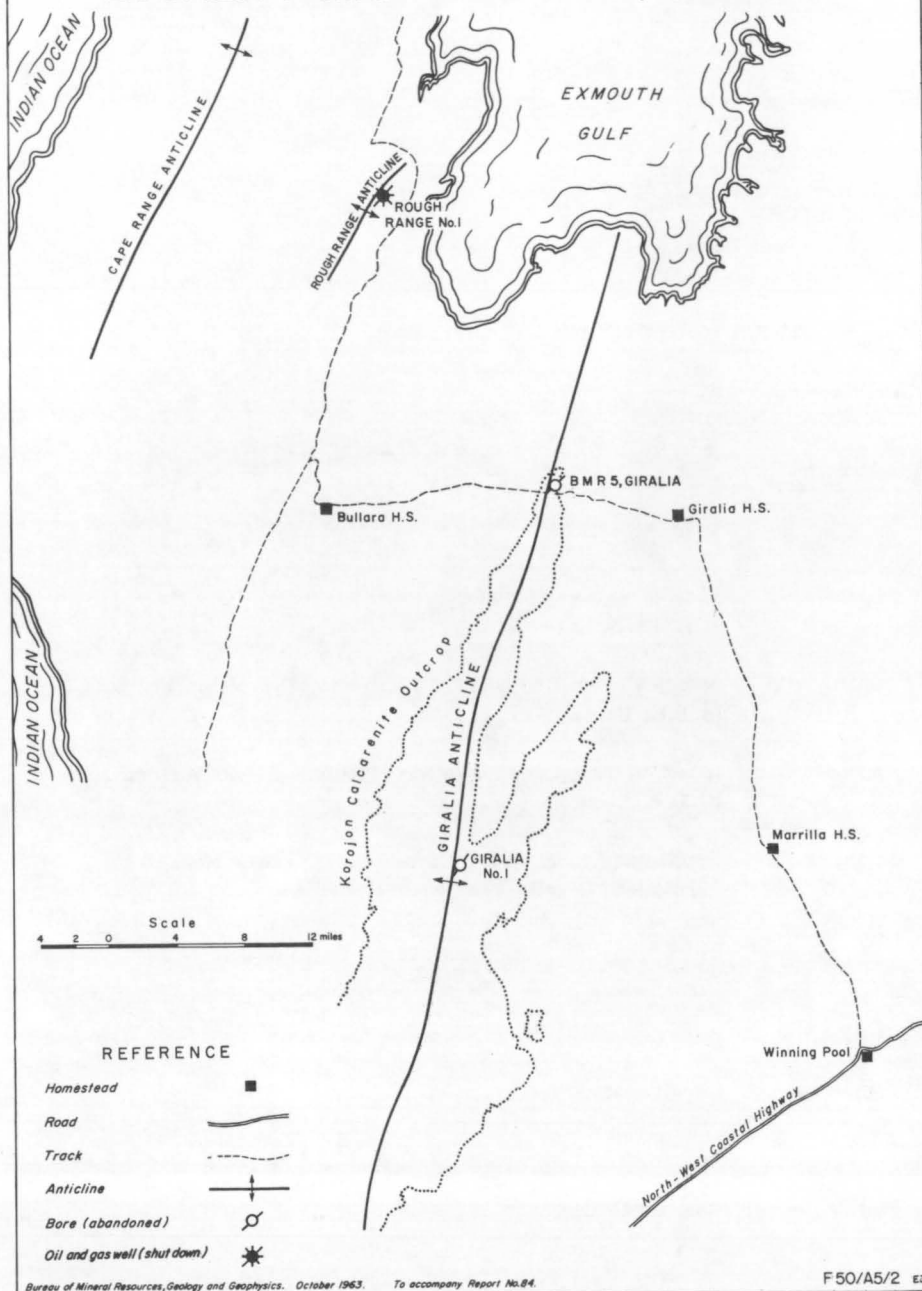 INDIAN OCEAN
CAPE RANGE ANTICLINE
EXMOUTH
GULF
ROUGH RANGE ANTICLINE
ROUGH
RANGE No.1
BMR 5, GIRALIA
Bullara H.S.
Giralia H.S.
INDIAN OCEAN
Korojon Calcarenite Outcrop
GIRALIA ANTICLINE
GIRALIA
No.1
Marrilla H.S.
Scale
4 2 0 4 8 12 miles
Winning Pool
North-West Coastal Highway
REFERENCE
Homestead
Road
Track
Anticline
Bore (abandoned)
Oil and gas well (shut down)
Bureau of Mineral Resources, Geology and Geophysics. October 1963. To accompany Report No. 84.
F50/A5/2